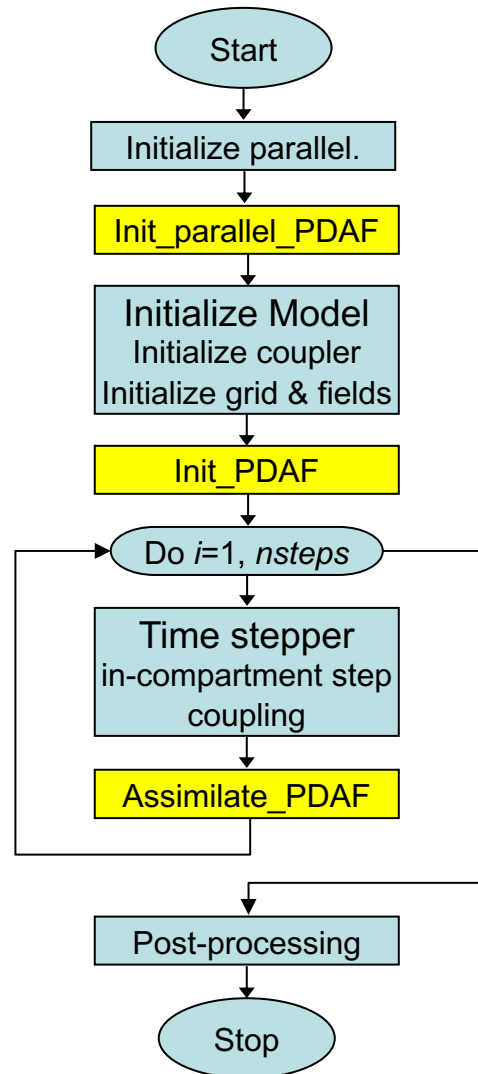 Start
Initialize parallel.
Init_parallel_PDAF
Initialize Model
Initialize coupler
Initialize grid & fields
Init_PDAF
Do i=1, nsteps
Time stepper
in-compartment step
coupling
Assimilate_PDAF
Post-processing
Stop